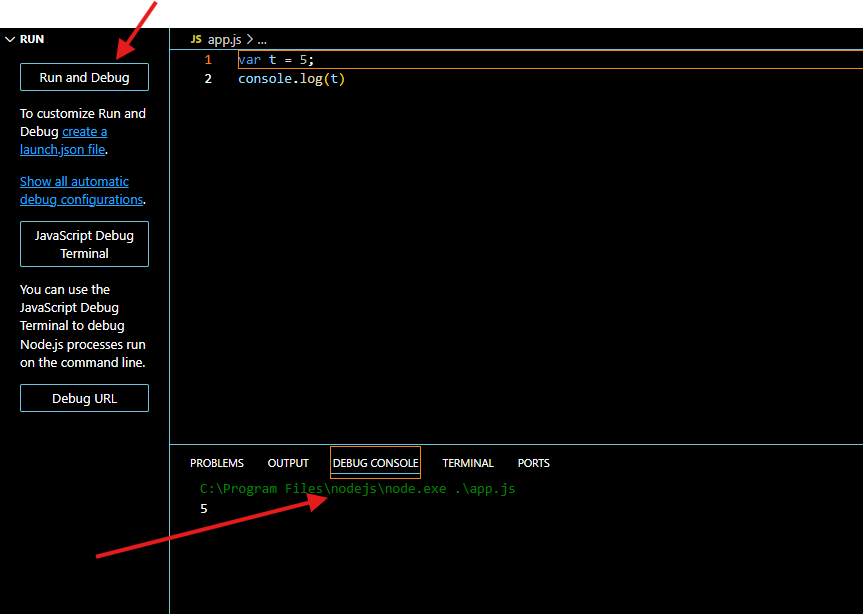 RUN
Run and Debug
To customize Run and
Debug create a
launch.json file.
Show all automatic
debug configurations.
JavaScript Debug
Terminal
You can use the
JavaScript Debug
Terminal to debug
Node.js processes run
on the command line.
Debug URL
JS app.js > ...
1 var t = 5;
2 console.log(t)
PROBLEMS OUTPUT DEBUG CONSOLE TERMINAL PORTS
C:\Program Files\nodejs\node.exe .\app.js
5